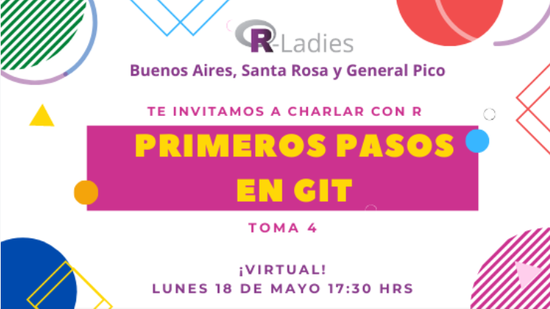 R-Ladies
Buenos Aires, Santa Rosa y General Pico
TE INVITAMOS A CHARLAR CON R
PRIMEROS PASOS
EN GIT
TOMA 4
¡VIRTUAL!
LUNES 18 DE MAYO 17:30 HRS